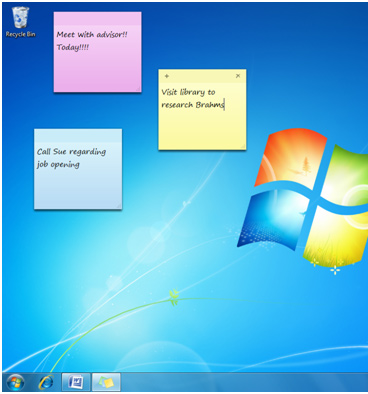 Recycle Bin
Meet with advisor!!
Today!!!!
Visit library to
research Brahms
Call Sue regarding
job opening